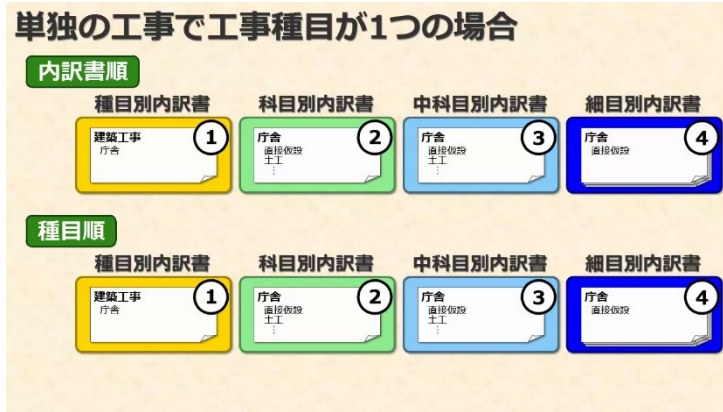 単独の工事で工事種目が1つの場合
内訳書順
種目別内訳書 科目別内訳書 中科目別内訳書 細目別内訳書
建築工事
庁舎
1
庁舎
直接仮設
土工
⋮
2
庁舎
直接仮設
土工
⋮
3
庁舎
直接仮設
4
種目順
種目別内訳書 科目別内訳書 中科目別内訳書 細目別内訳書
建築工事
庁舎
1
庁舎
直接仮設
土工
⋮
2
庁舎
直接仮設
土工
⋮
3
庁舎
直接仮設
4